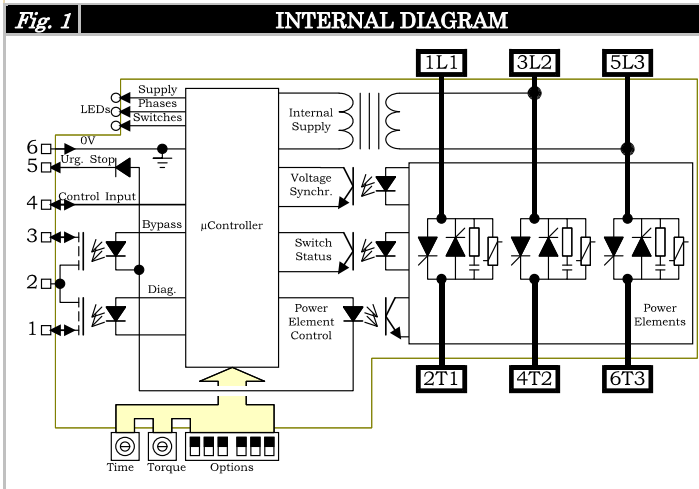 Fig. 1
INTERNAL DIAGRAM
1L1
3L2
5L3
Supply
LEDs
Phases
Switches
Internal
Supply
6
0V
5
Urg. Stop
Voltage
Synchr.
4
Control Input
µController
3
Bypass
Switch
Status
2
Diag.
1
Power
Element
Control
Power
Elements
2T1
4T2
6T3
Time
Torque
Options